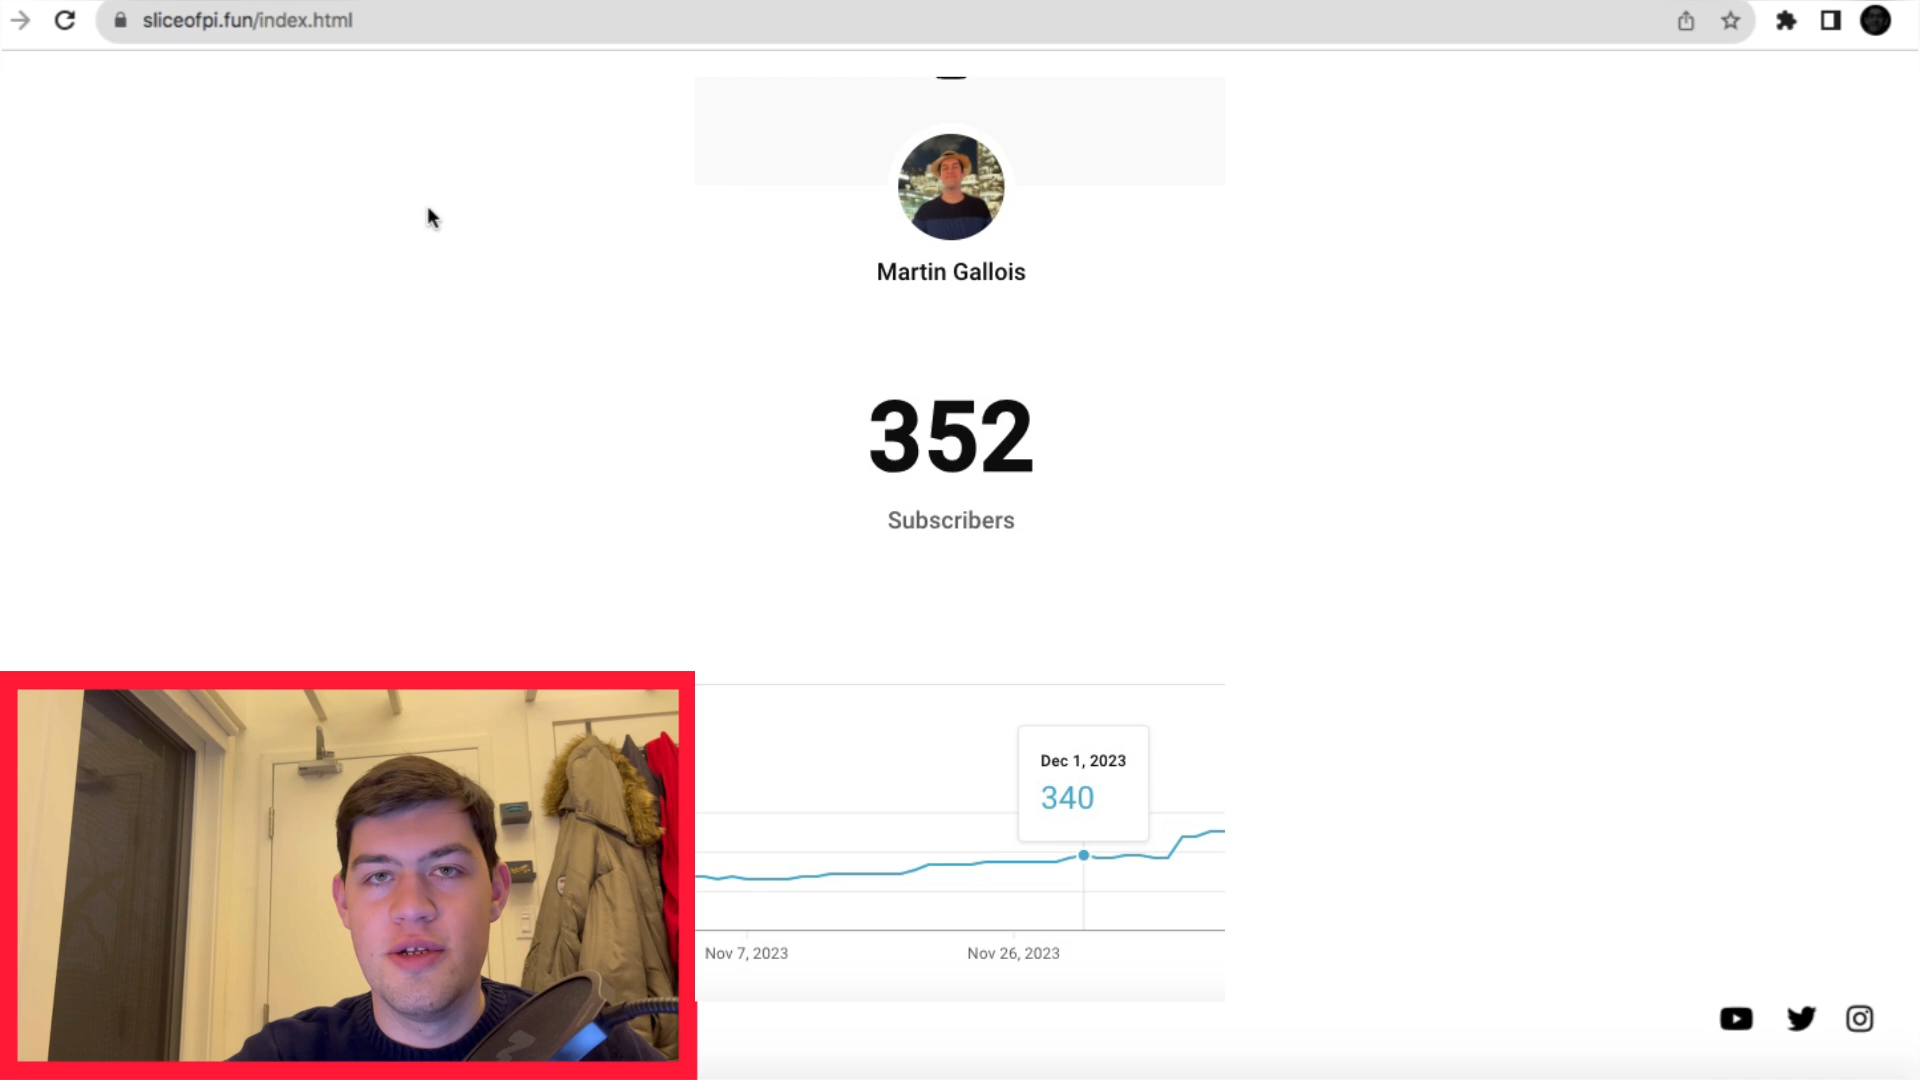 sliceofpi.fun/index.html
Martin Gallois
352
Subscribers
Dec 1, 2023
340
Nov 7, 2023
Nov 26, 2023